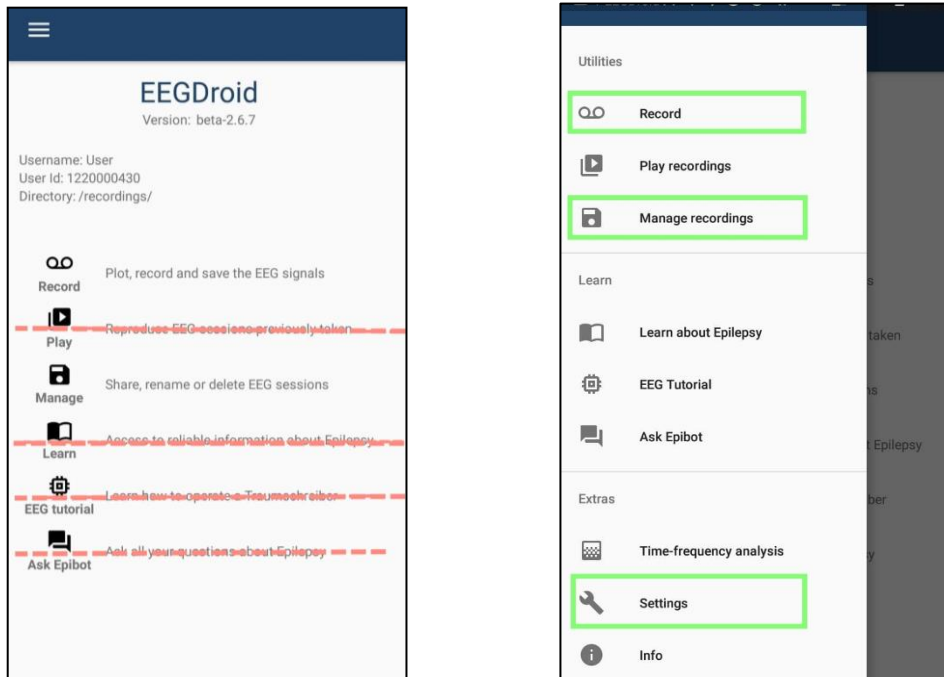 EEGDroid
Version: beta-2.6.7
Username: User
User Id: 1220000430
Directory: /recordings/
Record
Plot, record and save the EEG signals
Play
Reproduce EEG sessions previously taken
Manage
Share, rename or delete EEG sessions
Learn
Access to reliable information about Epilepsy
EEG tutorial
Learn how to operate a Traumschreiber
Ask Epibot
Ask all your questions about Epilepsy
Utilities
Record
Play recordings
Manage recordings
Learn
Learn about Epilepsy
EEG Tutorial
Ask Epibot
Extras
Time-frequency analysis
Settings
Info
s
taken
ns
t Epilepsy
ber
y